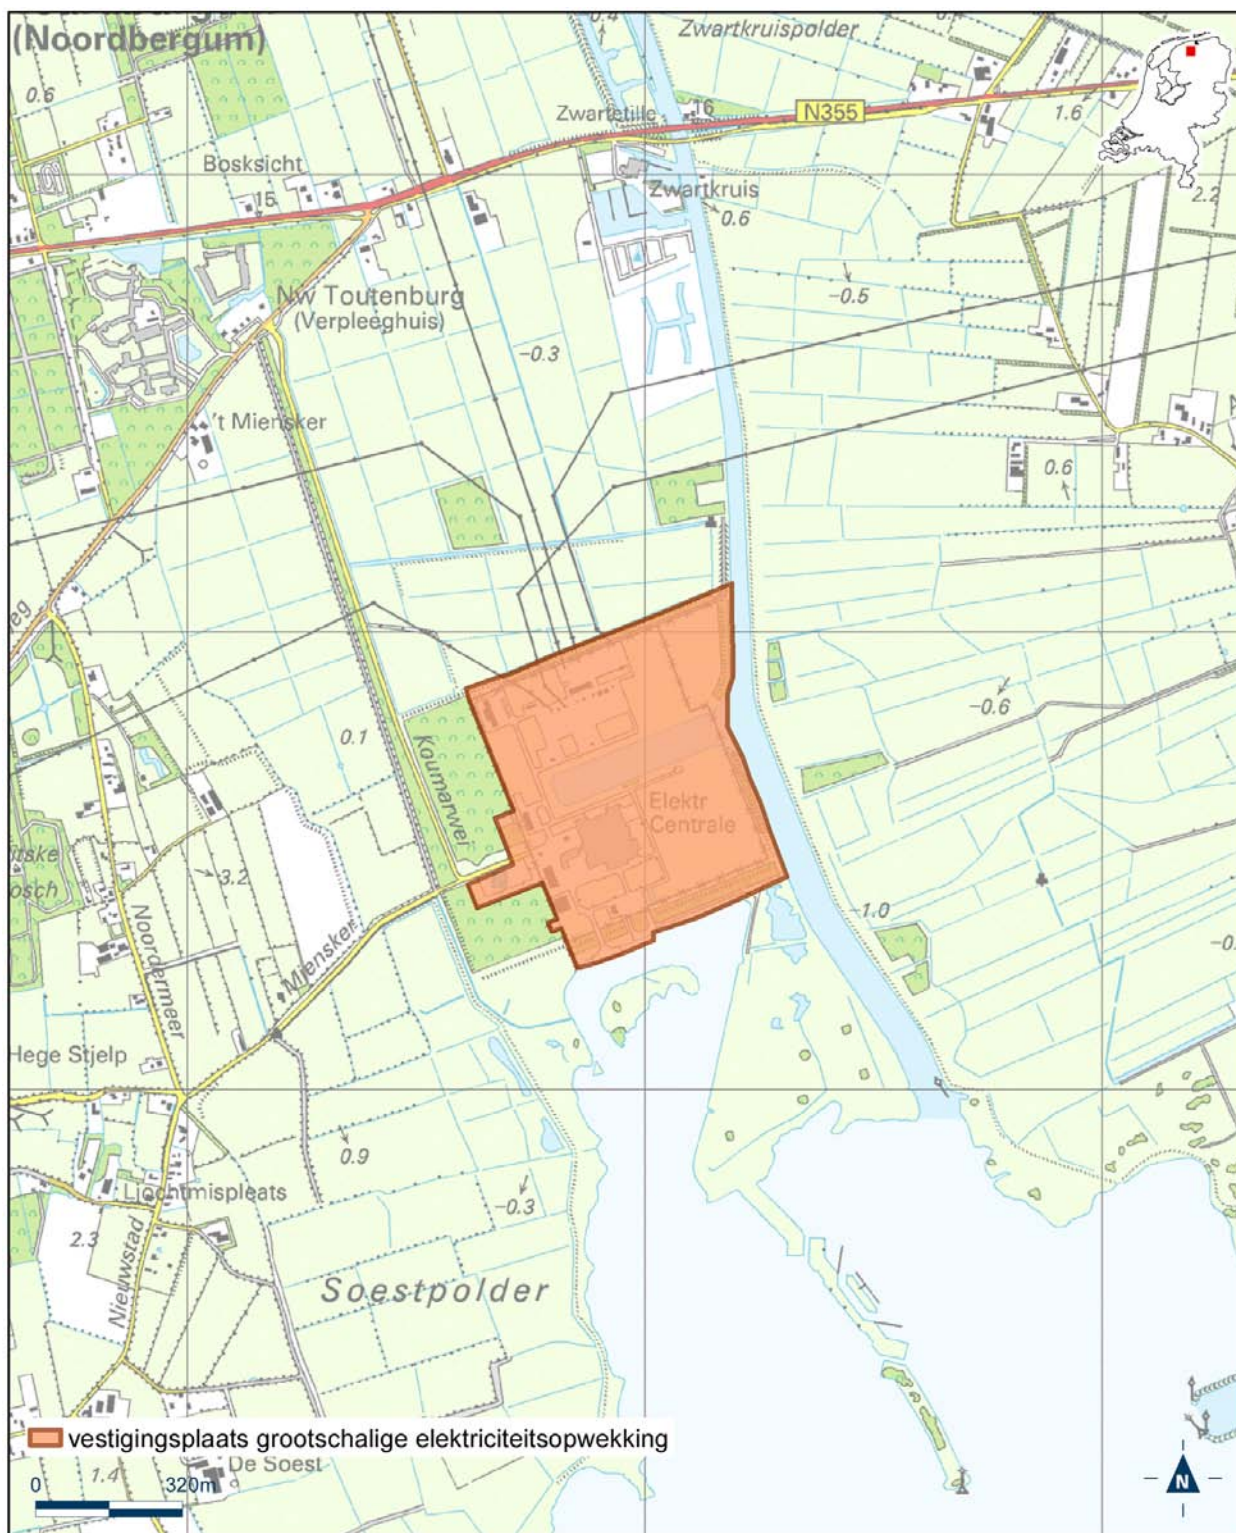 (Noordbergum)
Zwartkruispolder
0.6
Zwartetille
16
N355
1.6
Bosksicht
15
Zwartkruis
0.6
2.2
Nw Toutenburg
(Verpleeghuis)
-0.5
-0.3
't Miensker
0.6
0.1
Koumarwei
-0.6
Elektr
Centrale
3.2
-1.0
Noordermeer
Miensker
Hege Stjelp
0.9
-0.3
Ljochtmispleats
2.3
Nieuwstad
Soestpolder
vestigingsplaats grootschalige elektriciteitsopwekking
De Soest
1.4
0
320m
N